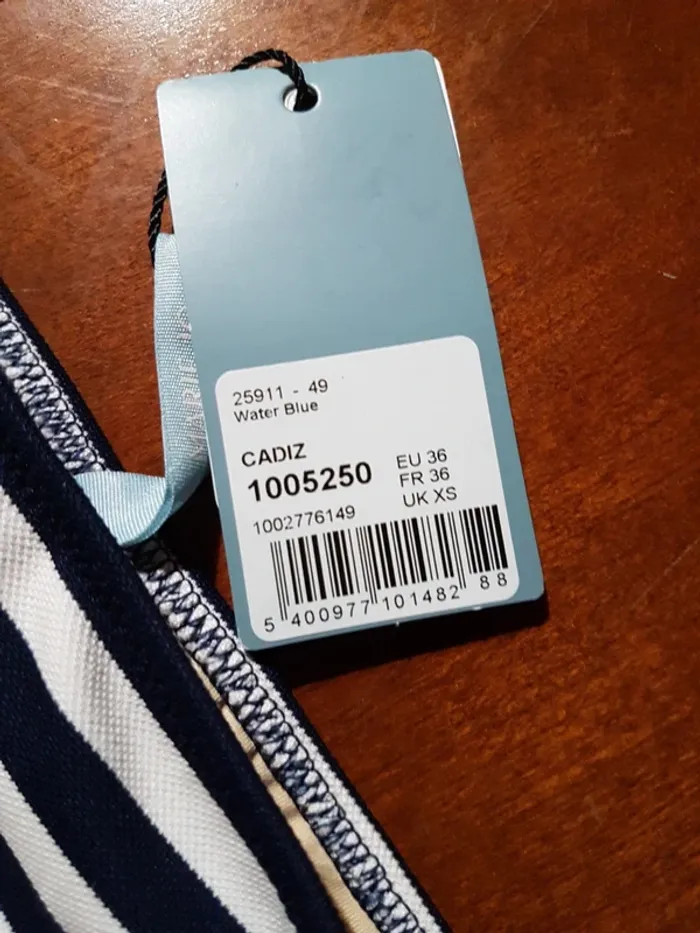 25911 - 49
Water Blue
CADIZ
1005250
EU 36
FR 36
UK XS
1002776149
5 400977 101482 88